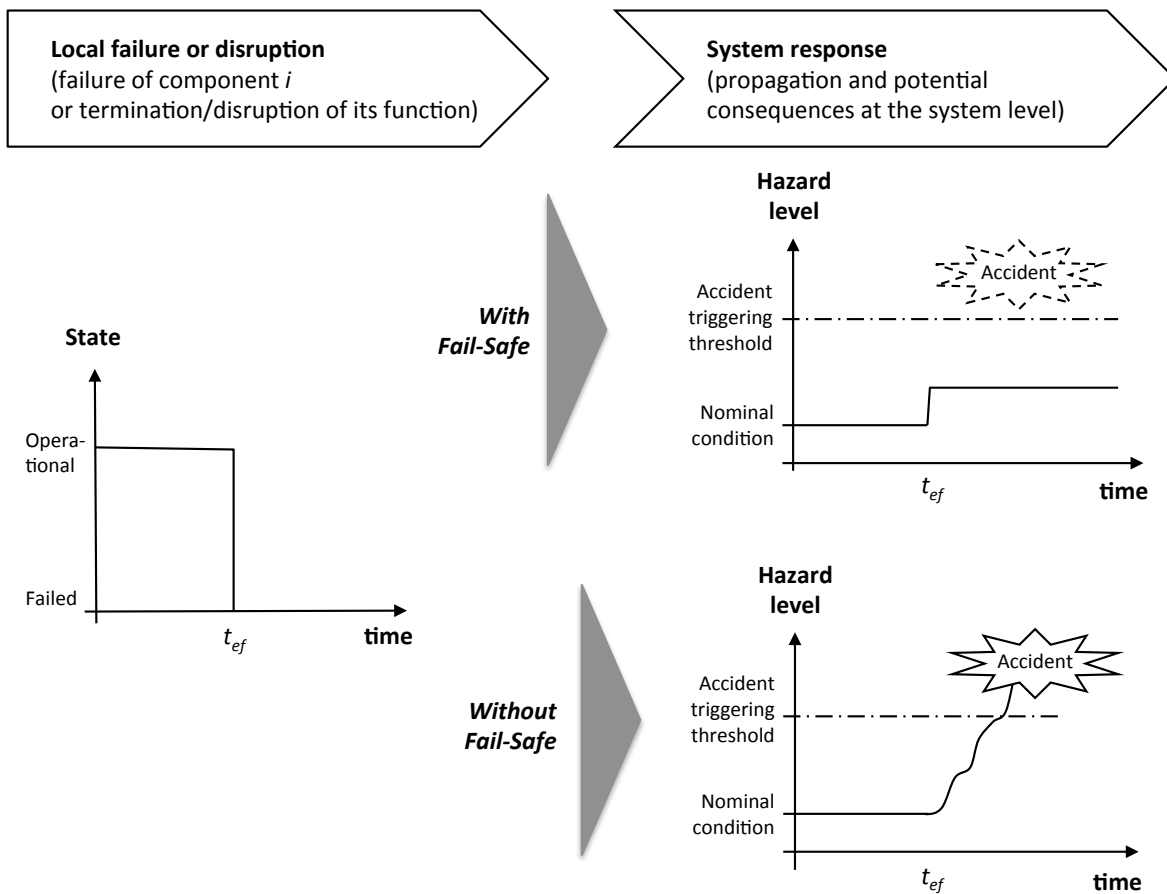 Local failure or disruption
(failure of component i
or termination/disruption of its function)
System response
(propagation and potential
consequences at the system level)
State
Opera-
tional
Failed
t_ef
time
With
Fail-Safe
Hazard
level
Accident
Accident
triggering
threshold
Nominal
condition
t_ef
time
Without
Fail-Safe
Hazard
level
Accident
Accident
triggering
threshold
Nominal
condition
t_ef
time